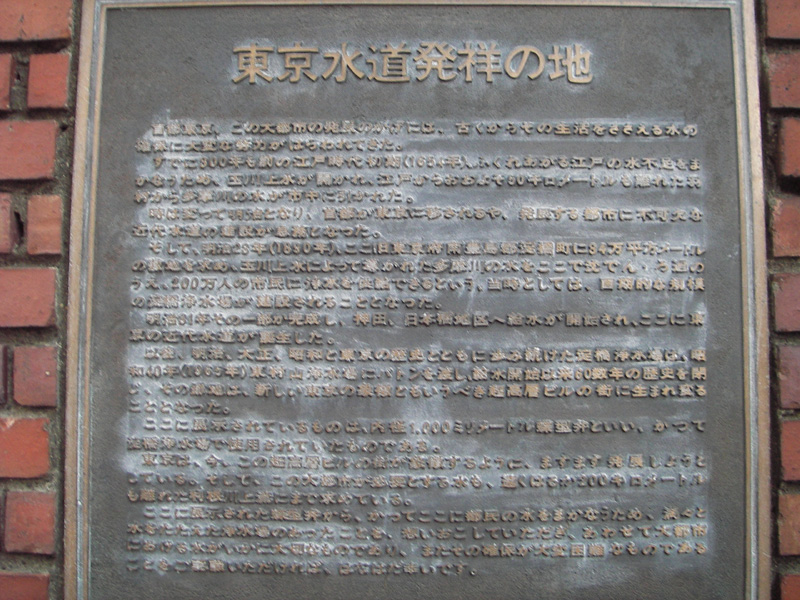 東京水道発祥の地
首都東京、この大都市の発展のかげには、古くからその生活をささえる水の
確保に大変な努力がはらわれてきた。
すでに300年も前の江戸時代初期(1654年)、ふくれあがる江戸の水不足をま
かなうため、玉川上水が開かれ、江戸からおおよそ50キロメートルも離れた羽
村から多摩川の水が市中に引かれた。
時は移って明治となり、首都が東京に移されるや、発展する都市に不可欠な
近代水道の建設が急務となった。
そして、明治23年(1890年)、ここ旧東京府南豊島郡淀橋町に34万平方メートル
の敷地を求め、玉川上水によって導かれた多摩川の水をここで沈でん・ろ過の
うえ、200万人の市民に浄水を供給できるという、当時としては、画期的な規模
の淀橋浄水場が建設されることとなった。
明治31年その一部が完成し、神田、日本橋地区へ給水が開始され、ここに東
京の近代水道が誕生した。
以来、明治、大正、昭和と東京の歴史とともに歩み続けた淀橋浄水場は、昭
和40年(1965年)東村山浄水場にバトンを渡し、給水開始以来60数年の歴史を閉
じ、その敷地は、新しい東京の象徴ともいうべき超高層ビルの街に生まれ変る
こととなった。
ここに展示されているものは、内径1,000ミリメートル蝶型弁といい、かつて
淀橋浄水場で使用されていたものである。
東京は、今、この超高層ビルの街が象徴するように、ますます発展しようと
している。そして、この大都市が必要とする水も、遠くはるか200キロメートル
も離れた利根川上流にまで求めている。
ここに展示された蝶型弁から、かつてここに都民の水をまかなうため、満々と
水をたたえた浄水場のあったことを、思いおこしていただき、あわせて大都市
における水がいかに大切なものであり、またその確保が大変困難なものである
ことをご理解いただければ、はなはだ幸いです。